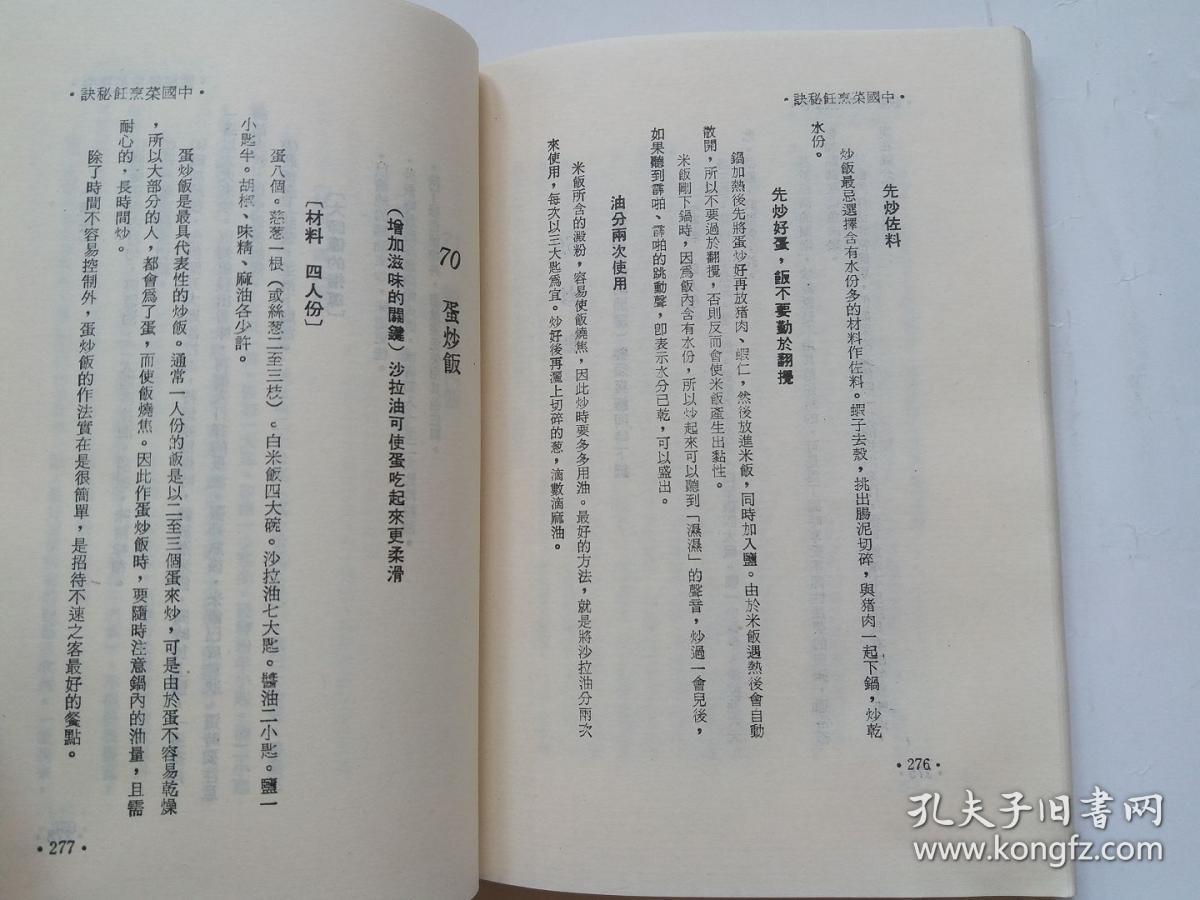 ・中國菜烹飪秘訣・
先炒佐料
炒飯最忌選擇含有水份多的材料作佐料。蝦子去殼，挑出腸泥切碎，與猪肉一起下鍋，炒乾
水份。
先炒好蛋，飯不要勤於翻攪
鍋加熱後先將蛋炒好再放猪肉、蝦仁，然後放進米飯，同時加入鹽。由於米飯遇熱後會自動
散開，所以不要過於翻攪，否則反而會使米飯產生出黏性。
米飯剛下鍋時，因爲飯內含有水份，所以炒起來可以聽到「濕濕」的聲音，炒過一會兒後，
如果聽到霹啪、霹啪的跳動聲，卽表示水分已乾，可以盛出。
油分兩次使用
米飯所含的澱粉，容易使飯燒焦，因此炒時要多多用油。最好的方法，就是將沙拉油分兩次
來使用，每次以三大匙爲宜。炒好後再灑上切碎的葱，滴數滴麻油。
・276・
・中國菜烹飪秘訣・
70 蛋炒飯
（增加滋味的關鍵）沙拉油可使蛋吃起來更柔滑
〔材料 四人份〕
蛋八個。慈葱一根（或絲葱二至三枝）。白米飯四大碗。沙拉油七大匙。醬油二小匙。鹽一
小匙半。胡椒、味精、麻油各少許。
蛋炒飯是最具代表性的炒飯。通常一人份的飯是以二至三個蛋來炒，可是由於蛋不容易乾燥
，所以大部分的人，都會爲了蛋，而使飯燒焦。因此作蛋炒飯時，要隨時注意鍋內的油量，且需
耐心的，長時間炒。
除了時間不容易控制外，蛋炒飯的作法實在是很簡單，是招待不速之客最好的餐點。
・277・
孔夫子旧书网
www.kongfz.com